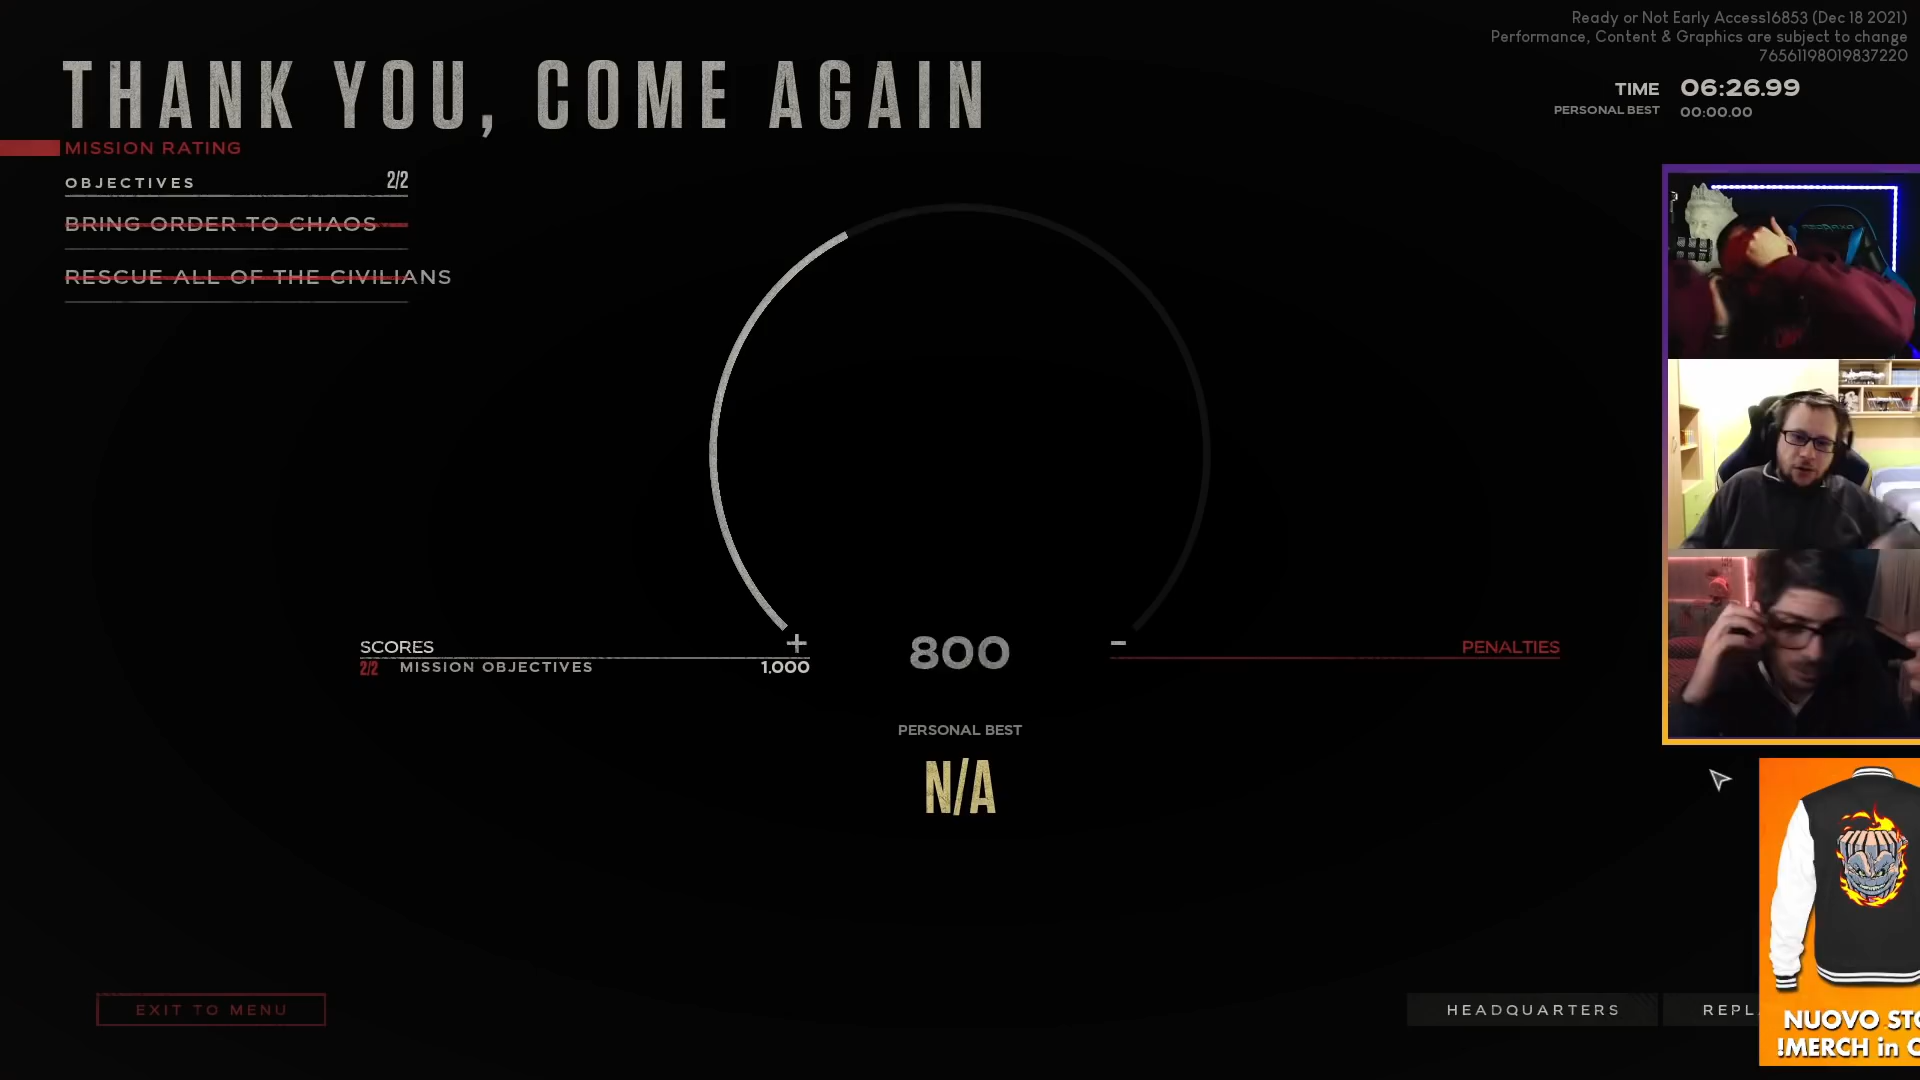 Ready or Not Early Access16853 (Dec 18 2021)
Performance, Content & Graphics are subject to change
76561198019837220
THANK YOU, COME AGAIN
TIME 06:26.99
PERSONAL BEST 00:00.00
MISSION RATING
OBJECTIVES 2/2
BRING ORDER TO CHAOS
RESCUE ALL OF THE CIVILIANS
SCORES +
2/2 MISSION OBJECTIVES 1,000
800
- PENALTIES
PERSONAL BEST
N/A
EXIT TO MENU
HEADQUARTERS
REPL
NUOVO STO
!MERCH in C